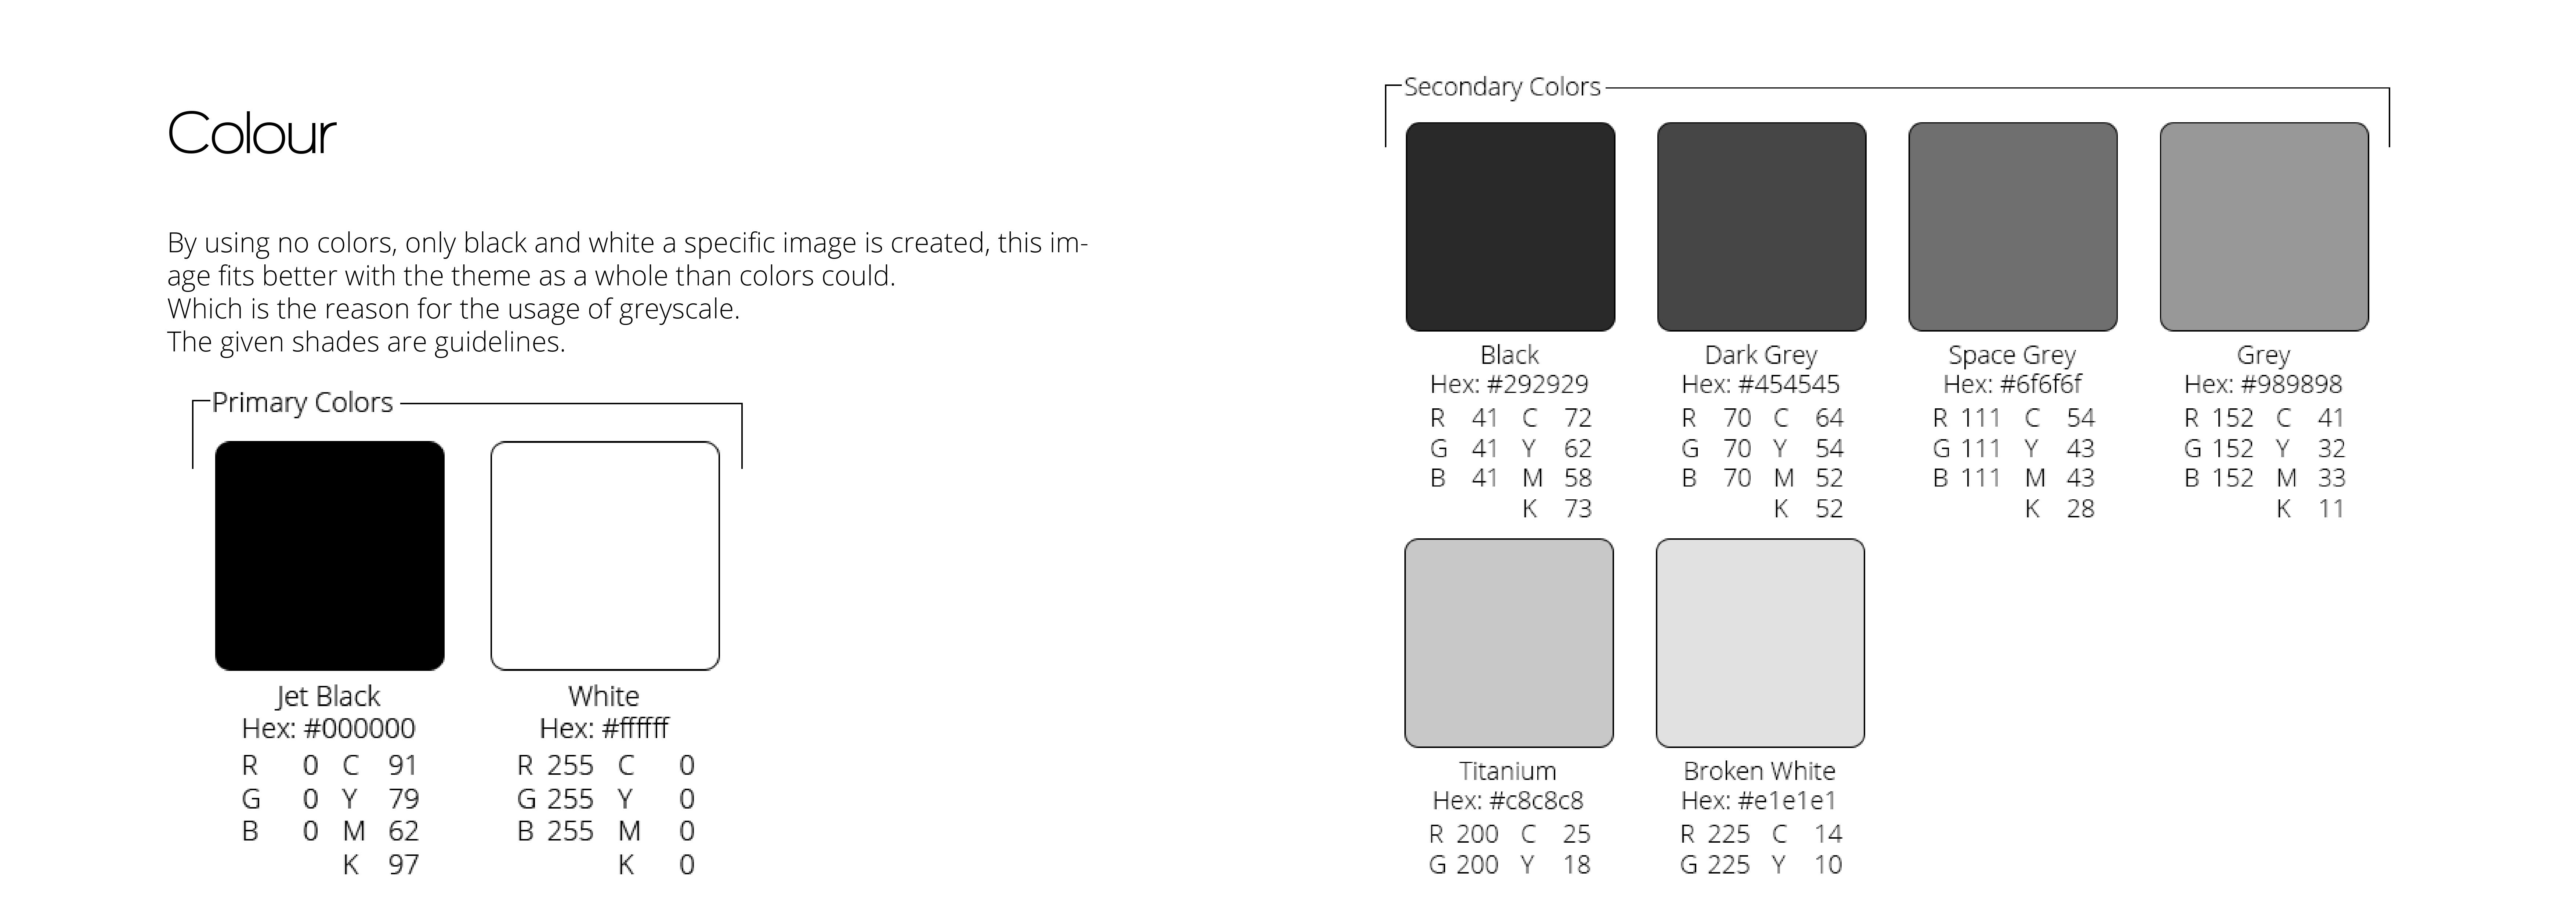 Colour
By using no colors, only black and white a specific image is created, this im-
age fits better with the theme as a whole than colors could.
Which is the reason for the usage of greyscale.
The given shades are guidelines.
Primary Colors
Jet Black
Hex: #000000
R 0 C 91
G 0 Y 79
B 0 M 62
K 97
White
Hex: #ffffff
R 255 C 0
G 255 Y 0
B 255 M 0
K 0
Secondary Colors
Black
Hex: #292929
R 41 C 72
G 41 Y 62
B 41 M 58
K 73
Dark Grey
Hex: #454545
R 70 C 64
G 70 Y 54
B 70 M 52
K 52
Space Grey
Hex: #6f6f6f
R 111 C 54
G 111 Y 43
B 111 M 43
K 28
Grey
Hex: #989898
R 152 C 41
G 152 Y 32
B 152 M 33
K 11
Titanium
Hex: #c8c8c8
R 200 C 25
G 200 Y 18
Broken White
Hex: #e1e1e1
R 225 C 14
G 225 Y 10